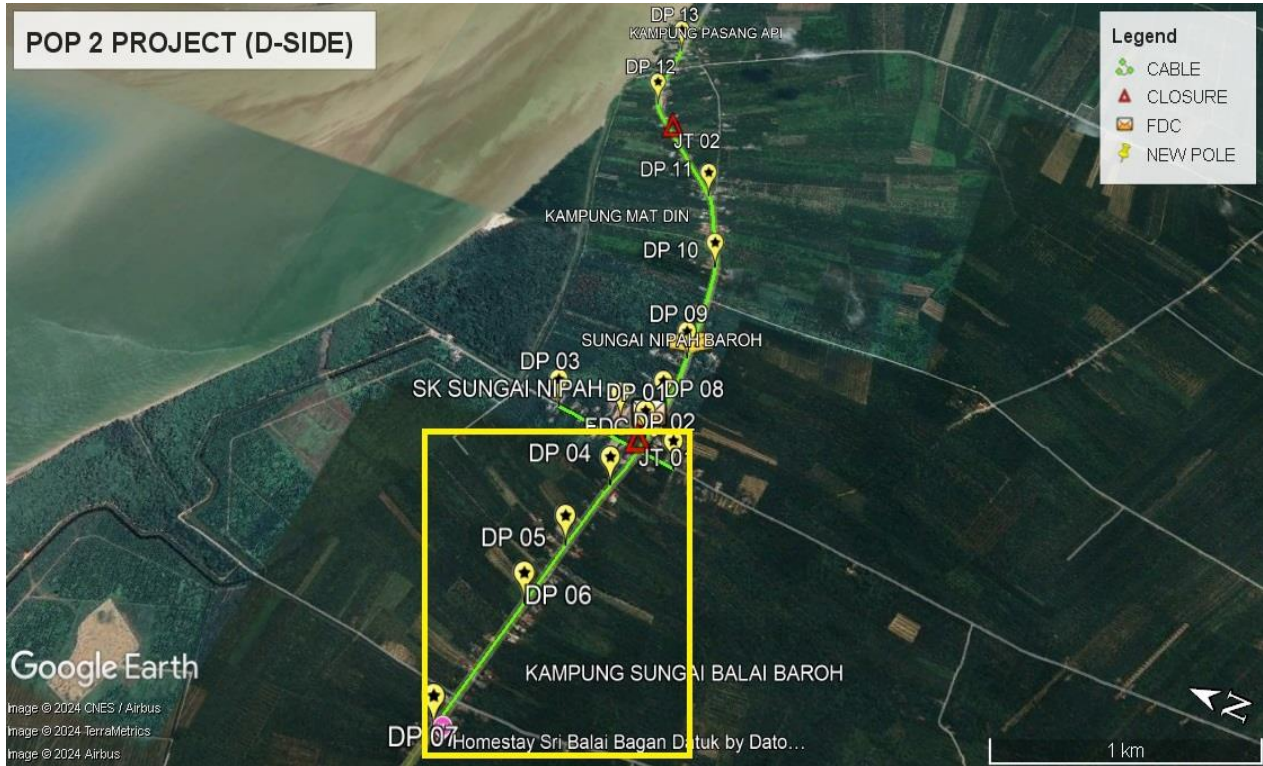 POP 2 PROJECT (D-SIDE)
Legend
CABLE
CLOSURE
FDC
NEW POLE
DP 13
KAMPUNG PASANG API
DP 12
JT 02
DP 11
KAMPUNG MAT DIN
DP 10
DP 09
SUNGAI NIPAH BAROH
DP 03
SK SUNGAI NIPAH
DP 01
DP 08
FDC
DP 02
DP 04
JT 01
DP 05
DP 06
KAMPUNG SUNGAI BALAI BAROH
DP 07
Homestay Sri Balai Bagan Datuk by Dato…
Google Earth
Image © 2024 CNES / Airbus
Image © 2024 TerraMetrics
Image © 2024 Airbus
N
1 km